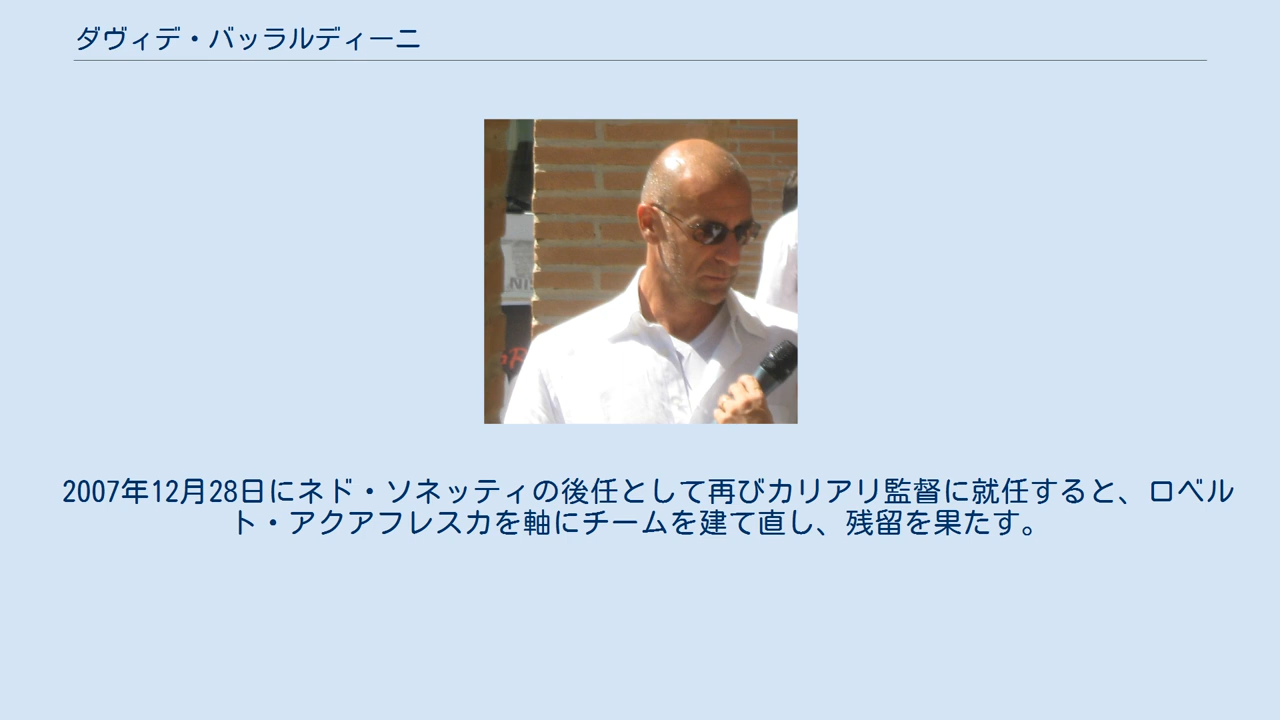 ダヴィデ・バッラルディーニ
2007年12月28日にネド・ソネッティの後任として再びカリアリ監督に就任すると、ロベル
ト・アクアフレスカを軸にチームを建て直し、残留を果たす。